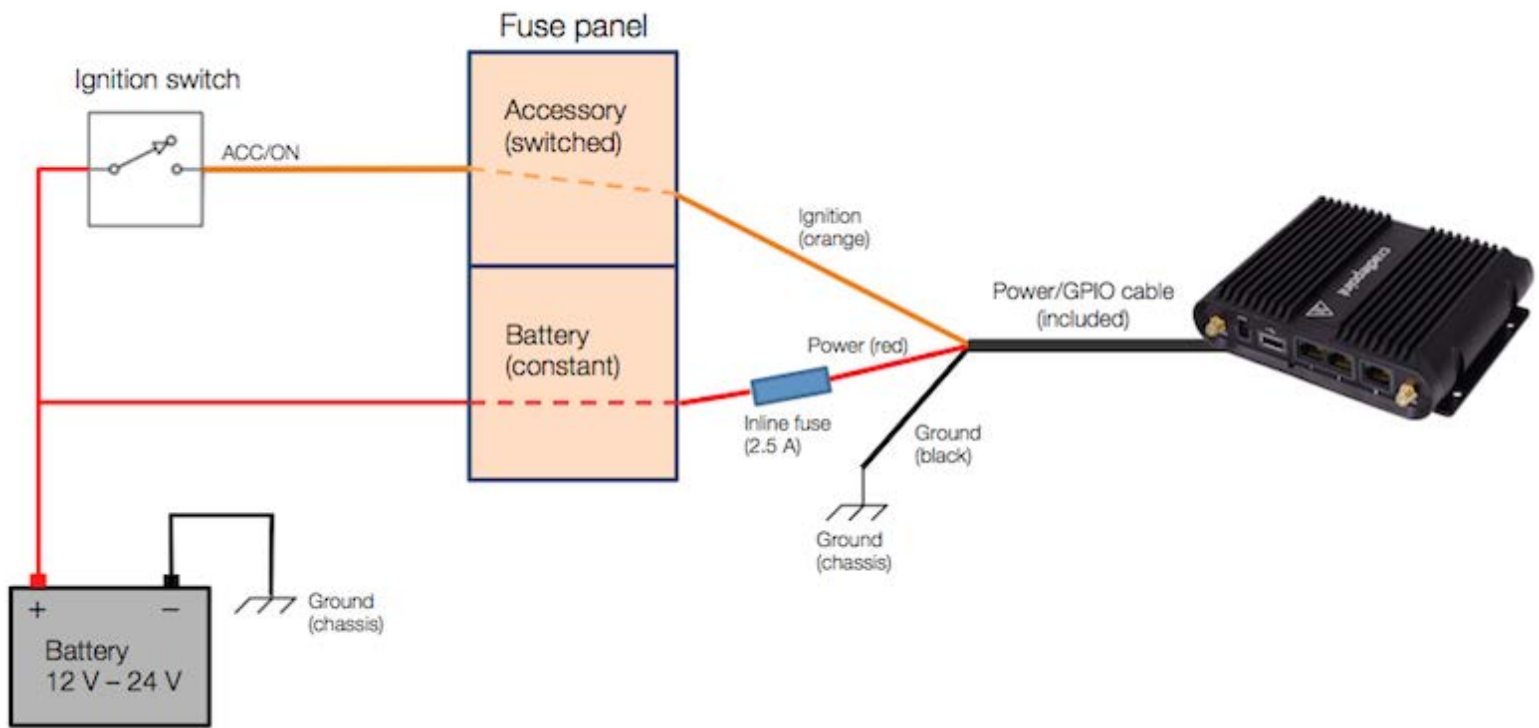 Fuse panel
Ignition switch
Accessory
(switched)
ACC/ON
Ignition
(orange)
cradlepoint
Power/GPIO cable
(included)
Battery
(constant)
Power (red)
Inline fuse
(2.5 A)
Ground
(black)
Ground
(chassis)
+
−
Ground
(chassis)
Battery
12 V – 24 V